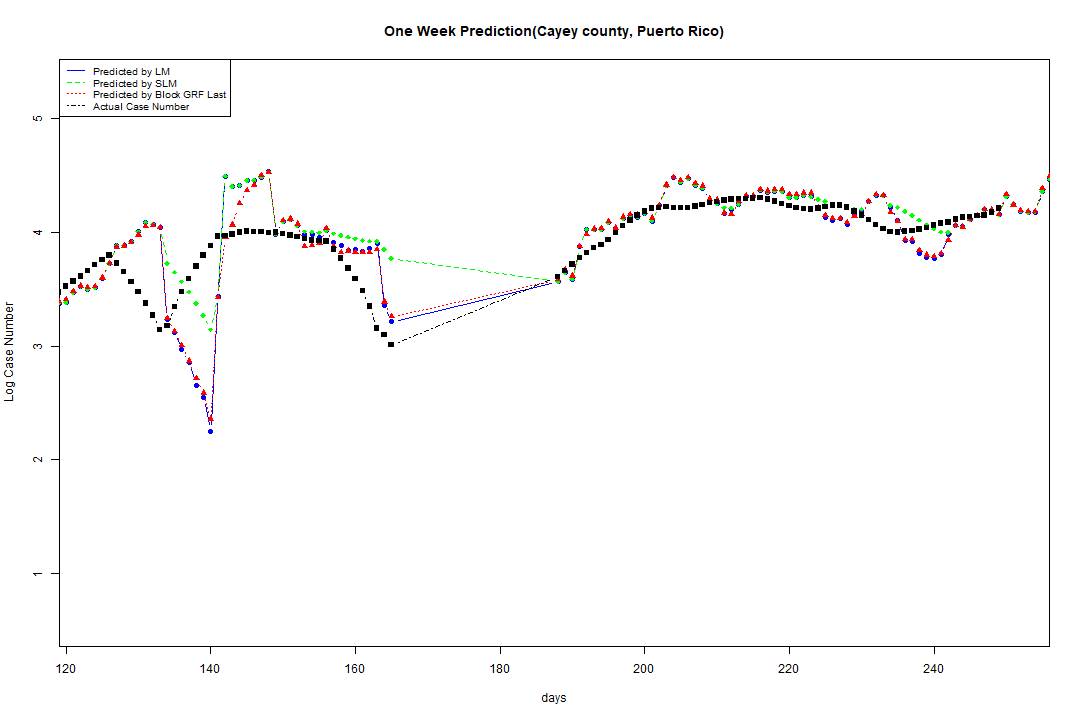 One Week Prediction(Cayey county, Puerto Rico)
Predicted by LM
Predicted by SLM
Predicted by Block GRF Last
Actual Case Number
5
4
3
2
1
Log Case Number
120 140 160 180 200 220 240
days